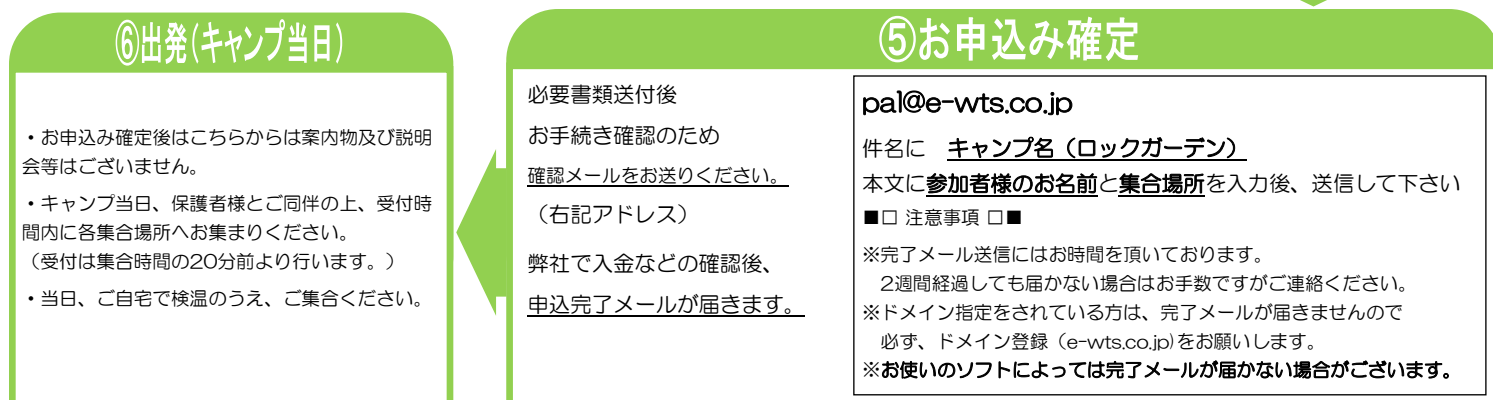 ⑥出発(キャンプ当日)
・お申込み確定後はこちらからは案内物及び説明
会等はございません。
・キャンプ当日、保護者様とご同伴の上、受付時
間内に各集合場所へお集まりください。
（受付は集合時間の20分前より行います。）
・当日、ご自宅で検温のうえ、ご集合ください。
⑤お申込み確定
必要書類送付後
お手続き確認のため
確認メールをお送りください。
（右記アドレス）
弊社で入金などの確認後、
申込完了メールが届きます。
pal@e-wts.co.jp
件名に　キャンプ名（ロックガーデン）
本文に参加者様のお名前と集合場所を入力後、送信して下さい
■□ 注意事項 □■
※完了メール送信にはお時間を頂いております。
2週間経過しても届かない場合はお手数ですがご連絡ください。
※ドメイン指定をされている方は、完了メールが届きませんので
必ず、ドメイン登録（e-wts.co.jp)をお願いします。
※お使いのソフトによっては完了メールが届かない場合がございます。